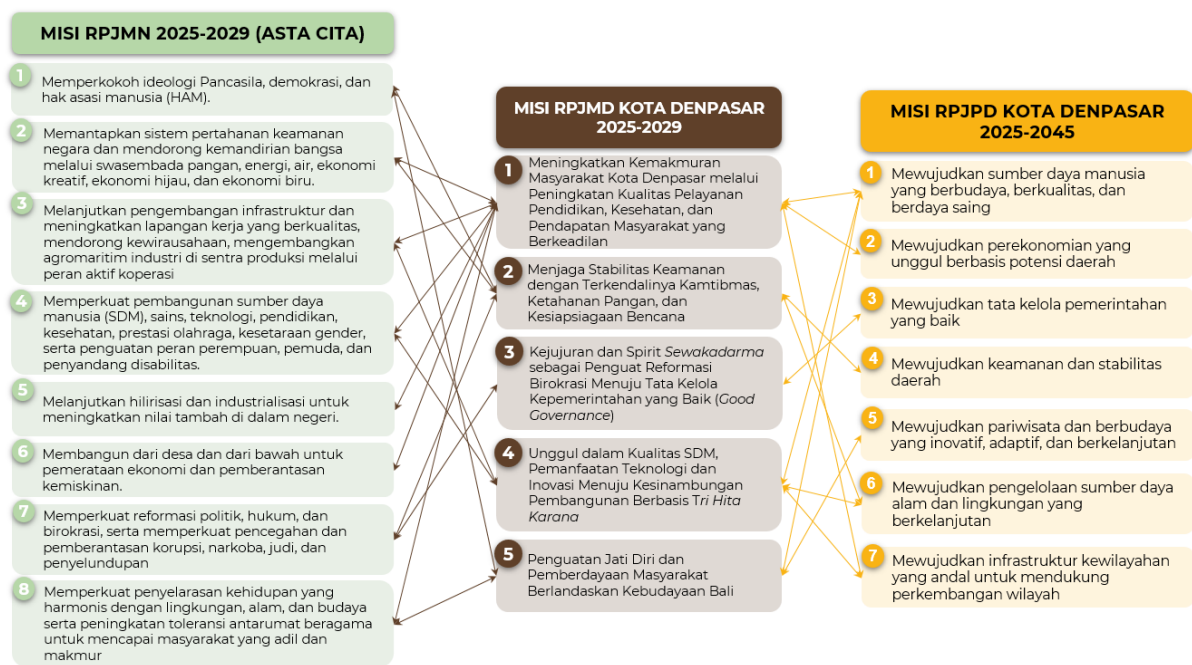 MISI RPJMN 2025-2029 (ASTA CITA)
1
Memperkokoh ideologi Pancasila, demokrasi, dan
hak asasi manusia (HAM).
2
Memantapkan sistem pertahanan keamanan
negara dan mendorong kemandirian bangsa
melalui swasembada pangan, energi, air, ekonomi
kreatif, ekonomi hijau, dan ekonomi biru.
3
Melanjutkan pengembangan infrastruktur dan
meningkatkan lapangan kerja yang berkualitas,
mendorong kewirausahaan, mengembangkan
agromaritim industri di sentra produksi melalui
peran aktif koperasi
4
Memperkuat pembangunan sumber daya
manusia (SDM), sains, teknologi, pendidikan,
kesehatan, prestasi olahraga, kesetaraan gender,
serta penguatan peran perempuan, pemuda, dan
penyandang disabilitas.
5
Melanjutkan hilirisasi dan industrialisasi untuk
meningkatkan nilai tambah di dalam negeri.
6
Membangun dari desa dan dari bawah untuk
pemerataan ekonomi dan pemberantasan
kemiskinan.
7
Memperkuat reformasi politik, hukum, dan
birokrasi, serta memperkuat pencegahan dan
pemberantasan korupsi, narkoba, judi, dan
penyelundupan
8
Memperkuat penyelarasan kehidupan yang
harmonis dengan lingkungan, alam, dan budaya
serta peningkatan toleransi antarumat beragama
untuk mencapai masyarakat yang adil dan
makmur
MISI RPJMD KOTA DENPASAR
2025-2029
1
Meningkatkan Kemakmuran
Masyarakat Kota Denpasar melalui
Peningkatan Kualitas Pelayanan
Pendidikan, Kesehatan, dan
Pendapatan Masyarakat yang
Berkeadilan
2
Menjaga Stabilitas Keamanan
dengan Terkendalinya Kamtibmas,
Ketahanan Pangan, dan
Kesiapsiagaan Bencana
3
Kejujuran dan Spirit Sewakadarma
sebagai Penguat Reformasi
Birokrasi Menuju Tata Kelola
Kepemerintahan yang Baik (Good
Governance)
4
Unggul dalam Kualitas SDM,
Pemanfaatan Teknologi dan
Inovasi Menuju Kesinambungan
Pembangunan Berbasis Tri Hita
Karana
5
Penguatan Jati Diri dan
Pemberdayaan Masyarakat
Berlandaskan Kebudayaan Bali
MISI RPJPD KOTA DENPASAR
2025-2045
1
Mewujudkan sumber daya manusia
yang berbudaya, berkualitas, dan
berdaya saing
2
Mewujudkan perekonomian yang
unggul berbasis potensi daerah
3
Mewujudkan tata kelola pemerintahan
yang baik
4
Mewujudkan keamanan dan stabilitas
daerah
5
Mewujudkan pariwisata dan berbudaya
yang inovatif, adaptif, dan berkelanjutan
6
Mewujudkan pengelolaan sumber daya
alam dan lingkungan yang
berkelanjutan
7
Mewujudkan infrastruktur kewilayahan
yang andal untuk mendukung
perkembangan wilayah